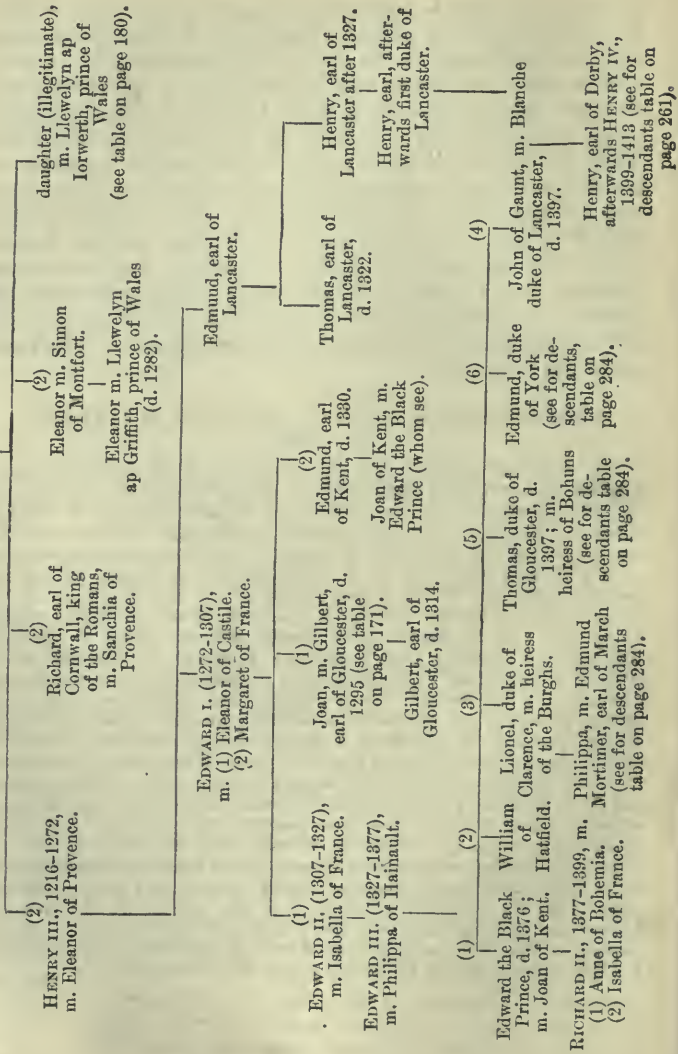 (2)
HENRY III., 1216-1272,
m. Eleanor of Prevence.
(2)
Richard, earl of
Cornwall, king
of the Romans,
m. Sanchia of
Provence.
(2)
Eleanor m. Simon
of Montfort.
Eleanor m. Llewelyn
ap Griffith, prince of Wales
(d. 1282).
daughter (illegitimate),
m. Llewelyn ap
Iorwerth, prince of
Wales
(see table on page 180).
EDWARD I. (1272-1307),
m. (1) Eleanor of Castile.
(2) Margaret of France.
Edmuud, earl of
Lancaster.
(1)
EDWARD II. (1307-1327),
m. Isabella of France.
EDWARD III. (1327-1377),
m. Philippa of Hainault.
(1)
Joan, m. Gilbert,
earl of Gloucester, d.
1295 (see table
on page 171).
Gilbert, earl of
Gloucester, d. 1314.
(2)
Edmund, earl
of Kent, d. 1330.
Joan of Kent, m.
Edward the Black
Prince (whom see).
Thomas, earl of
Lancaster,
d. 1322.
Henry, earl of
Lancaster after 1327.
Henry, earl, after-
wards first duke of
Lancaster.
(1)
Edward the Black
Prince, d. 1376;
m. Joan of Kent.
RICHARD II., 1377-1399, m.
(1) Anne of Bohemia.
(2) Isabella of France.
(2)
William
of
Hatfield.
(3)
Lionel, duke of
Clarence, m. heiress
of the Burghs.
Philippa, m. Edmund
Mortimer, earl of March
(see for descendants
table on page 284).
(5)
Thomas, duke of
Gloucester, d.
1397; m.
heiress of Bohuns
(see for de-
scendants table
on page 284).
(6)
Edmund, duke
of York
(see for de-
scendants,
table on
page 284).
(4)
John of Gaunt, m. Blanche
duke of Lancaster,
d. 1397.
Henry, earl of Derby,
afterwards HENRY IV.,
1399-1413 (see for
descendants table on
page 261).